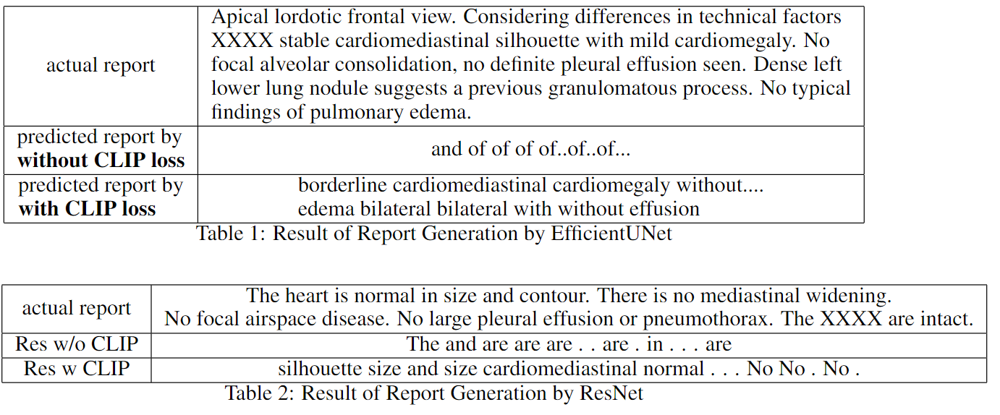 actual report
Apical lordotic frontal view. Considering differences in technical factors
XXXX stable cardiomediastinal silhouette with mild cardiomegaly. No
focal alveolar consolidation, no definite pleural effusion seen. Dense left
lower lung nodule suggests a previous granulomatous process. No typical
findings of pulmonary edema.
predicted report by
without CLIP loss
and of of of of..of..of...
predicted report by
with CLIP loss
borderline cardiomediastinal cardiomegaly without....
edema bilateral bilateral with without effusion
Table 1: Result of Report Generation by EfficientUNet
actual report
The heart is normal in size and contour. There is no mediastinal widening.
No focal airspace disease. No large pleural effusion or pneumothorax. The XXXX are intact.
Res w/o CLIP
The and are are are . . are . in . . . are
Res w CLIP
silhouette size and size cardiomediastinal normal . . . No No . No .
Table 2: Result of Report Generation by ResNet